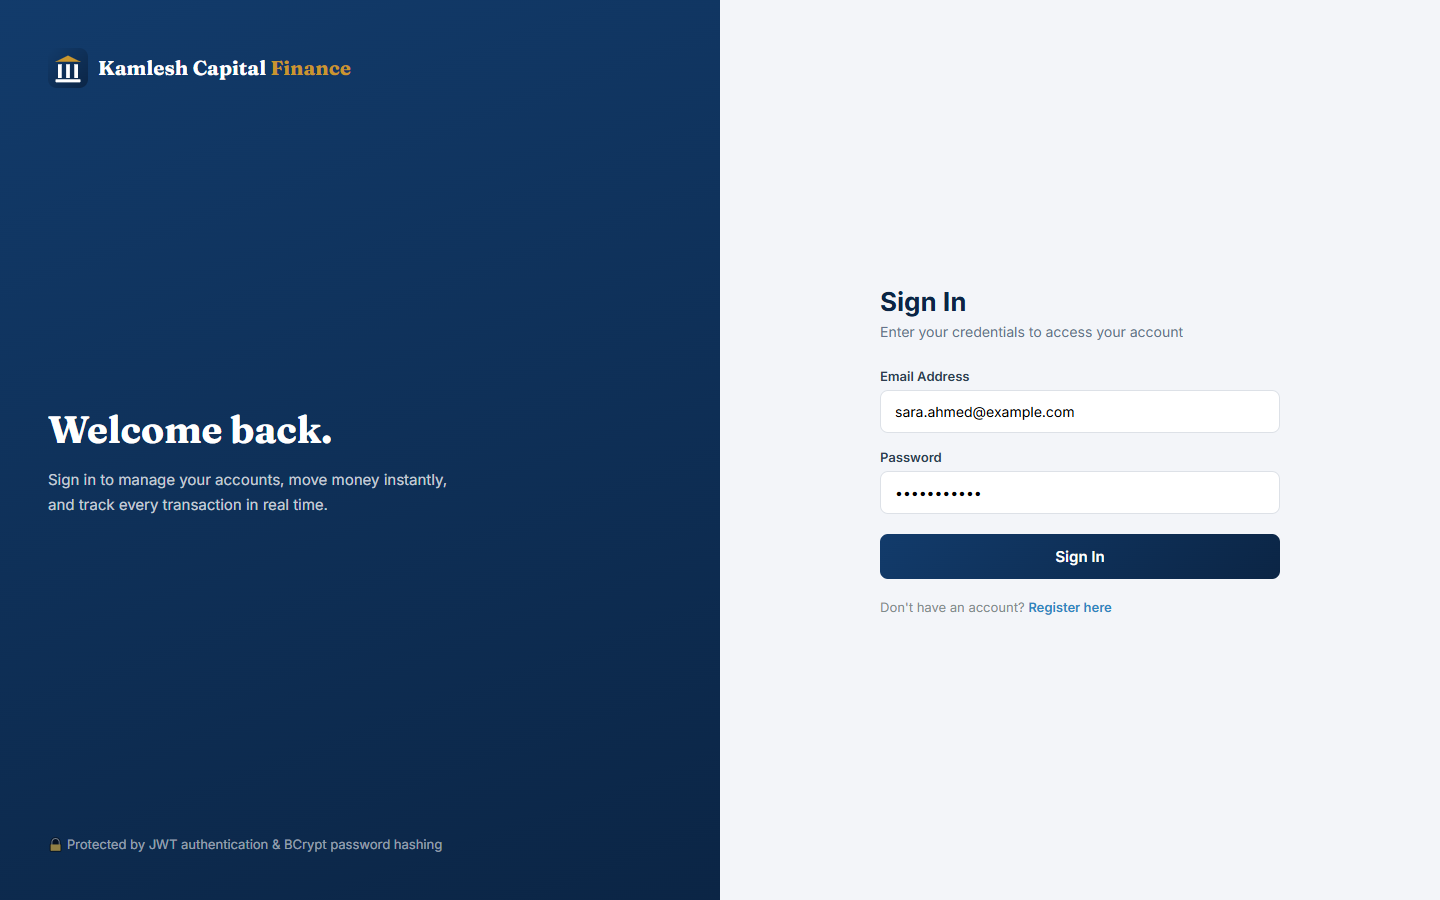 Kamlesh Capital Finance
Welcome back.
Sign in to manage your accounts, move money instantly,
and track every transaction in real time.
Protected by JWT authentication & BCrypt password hashing
Sign In
Enter your credentials to access your account
Email Address
sara.ahmed@example.com
Password
•••••••••••
Sign In
Don't have an account? Register here